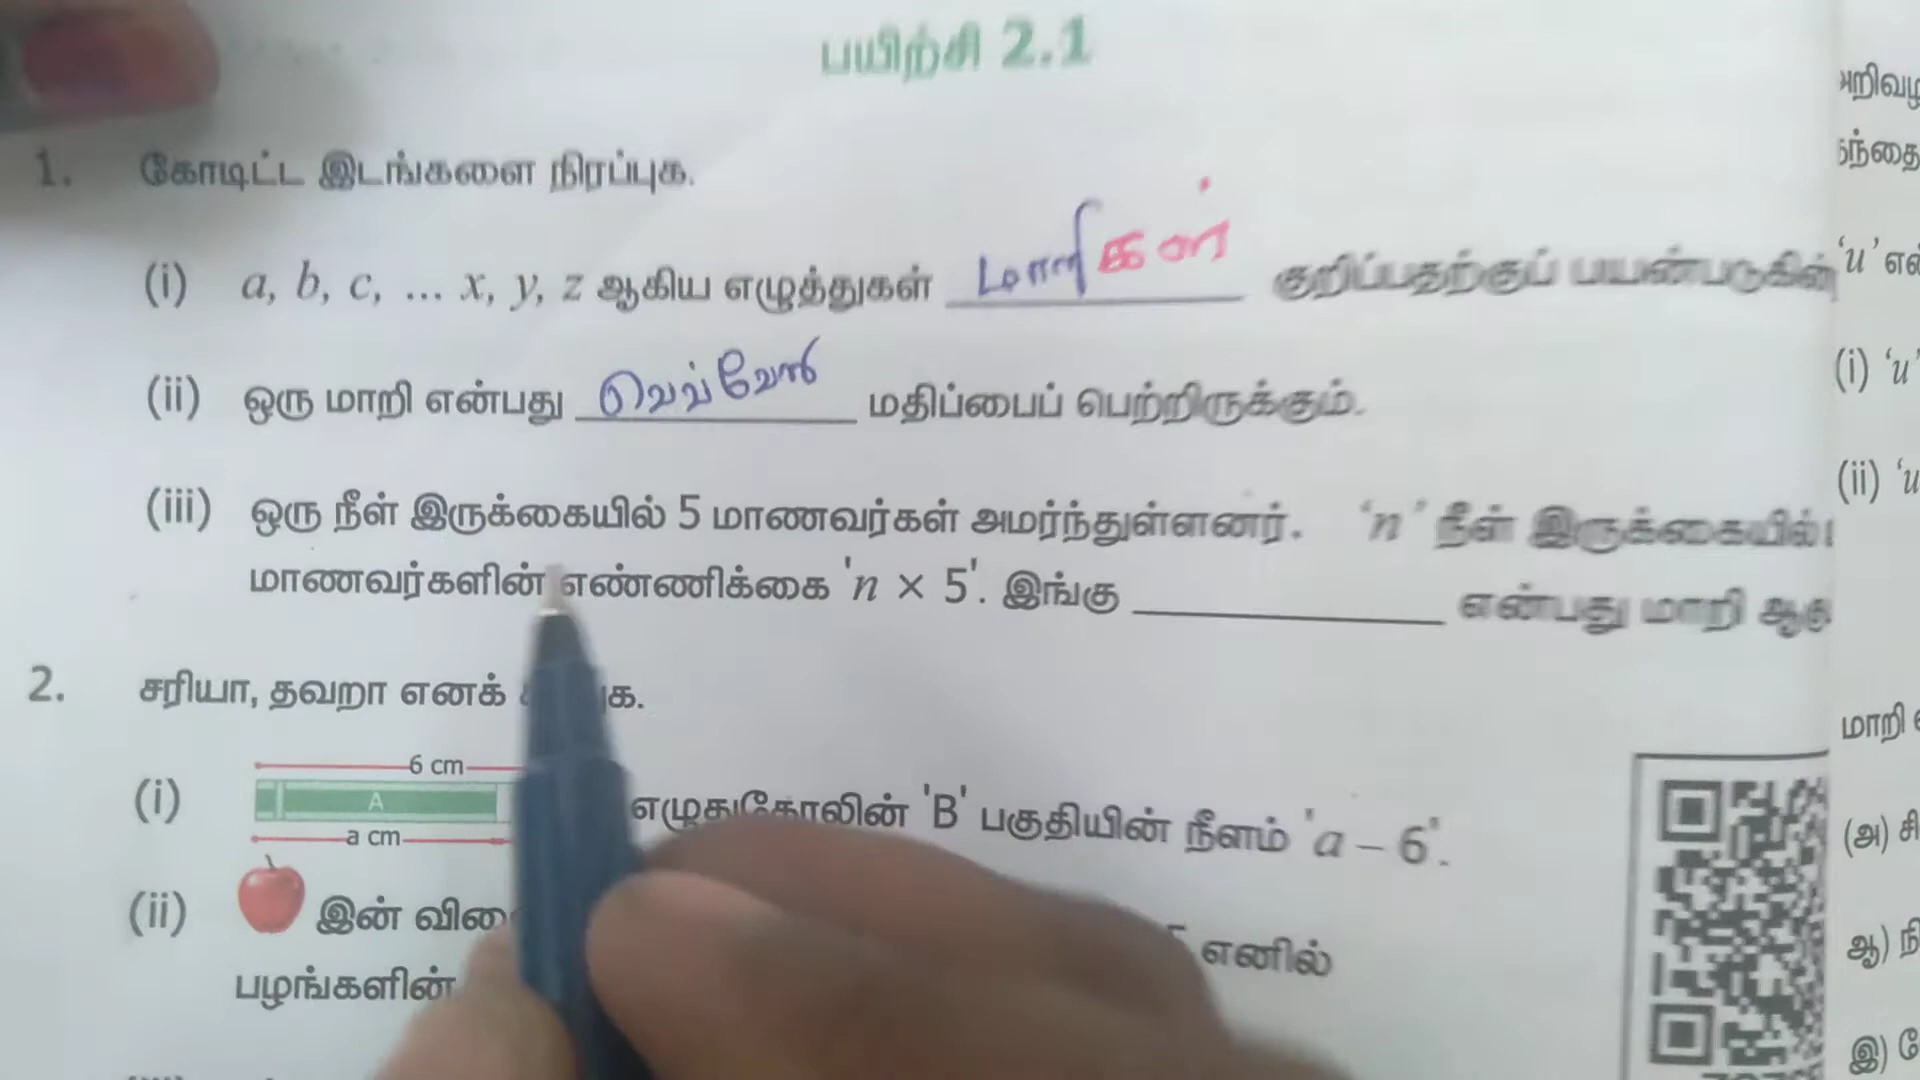 பயிற்சி 2.1
1. கோடிட்ட இடங்களை நிரப்புக.
(i) a, b, c, ... x, y, z ஆகிய எழுத்துகள் மாறிகள் குறிப்பதற்குப் பயன்படுகின்
(ii) ஒரு மாறி என்பது வெவ்வேறு மதிப்பைப் பெற்றிருக்கும்.
(iii) ஒரு நீள் இருக்கையில் 5 மாணவர்கள் அமர்ந்துள்ளனர். 'n' நீள் இருக்கையில்
மாணவர்களின் எண்ணிக்கை 'n × 5'. இங்கு ____________ என்பது மாறி
2. சரியா, தவறா எனக்
(i) 6 cm
A
a cm
எழுதுகோலின் 'B' பகுதியின் நீளம் 'a – 6'.
(ii) இன் எனில்
பழங்களின்
'u'
(i) 'u'
(ii) 'u
மாறி
(அ)
ஆ)
இ)